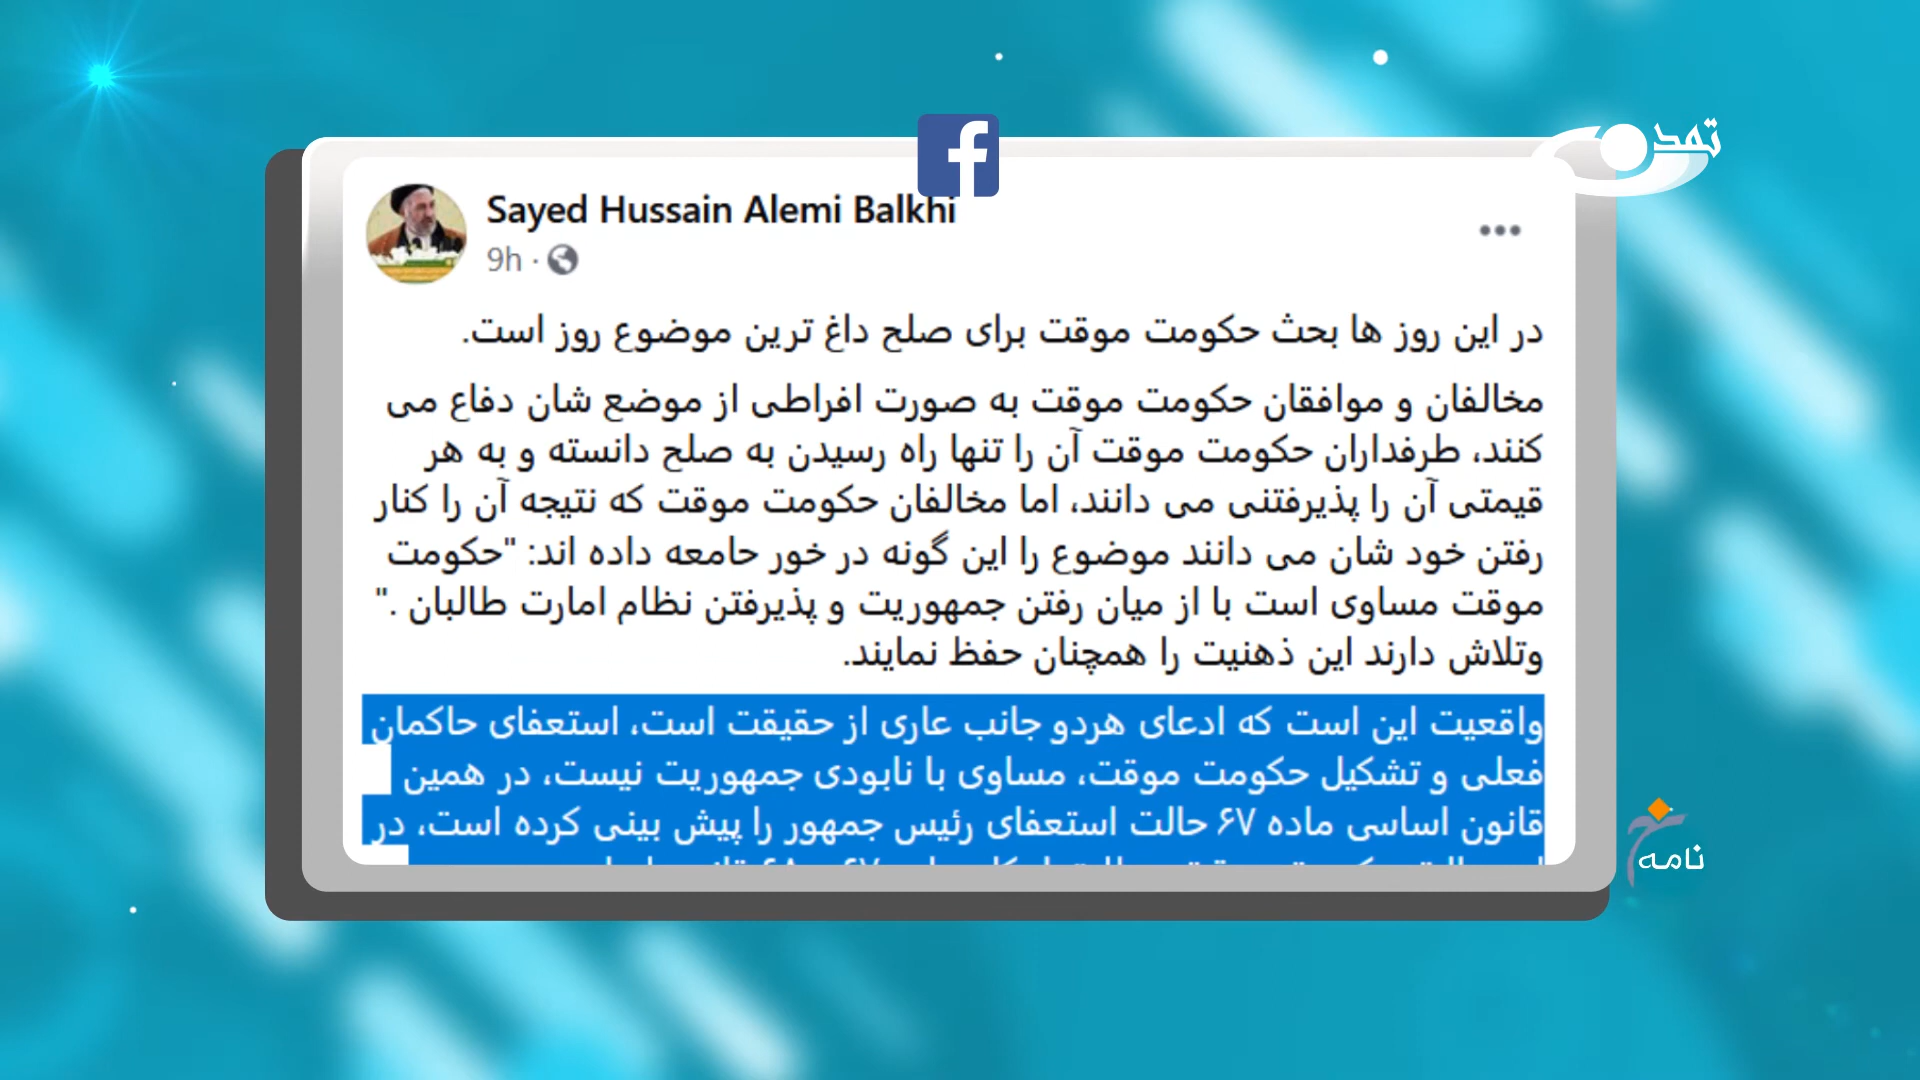 تمدن
Sayed Hussain Alemi Balkhi
9h ·
در این روز ها بحث حکومت موقت برای صلح داغ ترین موضوع روز است.
مخالفان و موافقان حکومت موقت به صورت افراطی از موضع شان دفاع می
کنند، طرفداران حکومت موقت آن را تنها راه رسیدن به صلح دانسته و به هر
قیمتی آن را پذیرفتنی می دانند، اما مخالفان حکومت موقت که نتیجه آن را کنار
رفتن خود شان می دانند موضوع را این گونه در خور حامعه داده اند: "حکومت
موقت مساوی است با از میان رفتن جمهوریت و پذیرفتن نظام امارت طالبان ."
وتلاش دارند این ذهنیت را همچنان حفظ نمایند.
واقعیت این است که ادعای هردو جانب عاری از حقیقت است، استعفای حاکمان
فعلی و تشکیل حکومت موقت، مساوی با نابودی جمهوریت نیست، در همین
قانون اساسی ماده ۶۷ حالت استعفای رئیس جمهور را پیش بینی کرده است، در
نامه